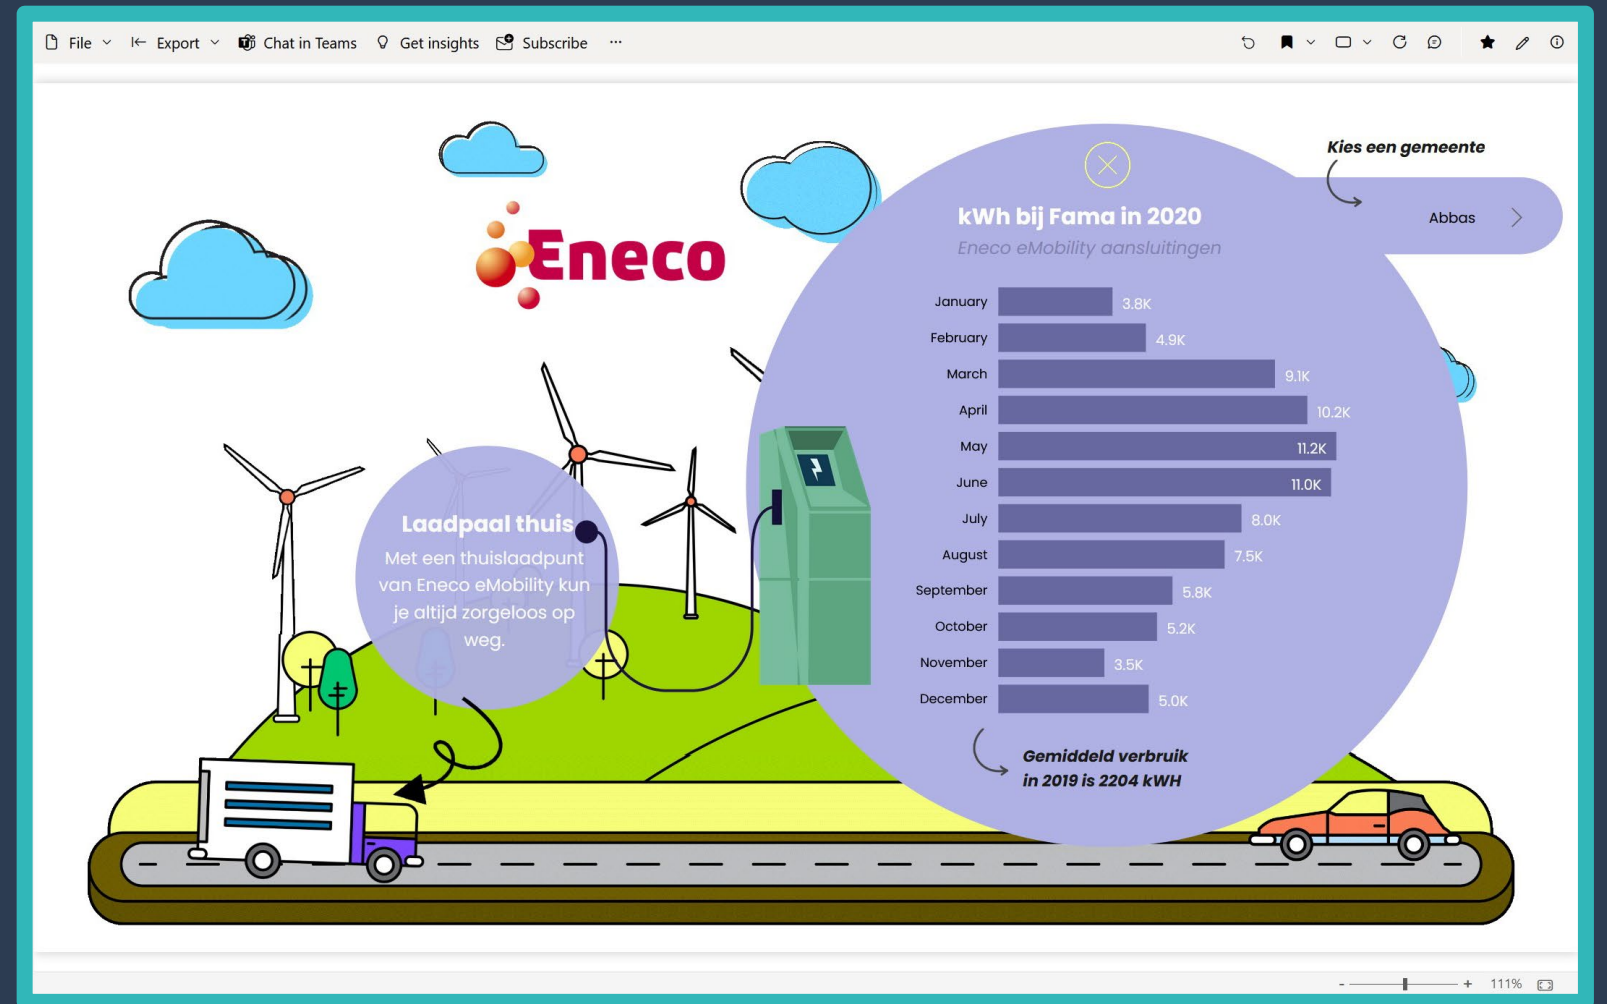 File Export Chat in Teams Get insights Subscribe ...
Kies een gemeente
Abbas
Eneco
kWh bij Fama in 2020
Eneco eMobility aansluitingen
January 3.8K
February 4.9K
March 9.1K
April 10.2K
May 11.2K
June 11.0K
July 8.0K
August 7.5K
September 5.8K
October 5.2K
November 3.5K
December 5.0K
Gemiddeld verbruik
in 2019 is 2204 kWH
Laadpaal thuis
Met een thuislaadpunt
van Eneco eMobility kun
je altijd zorgeloos op
weg.
- + 111%